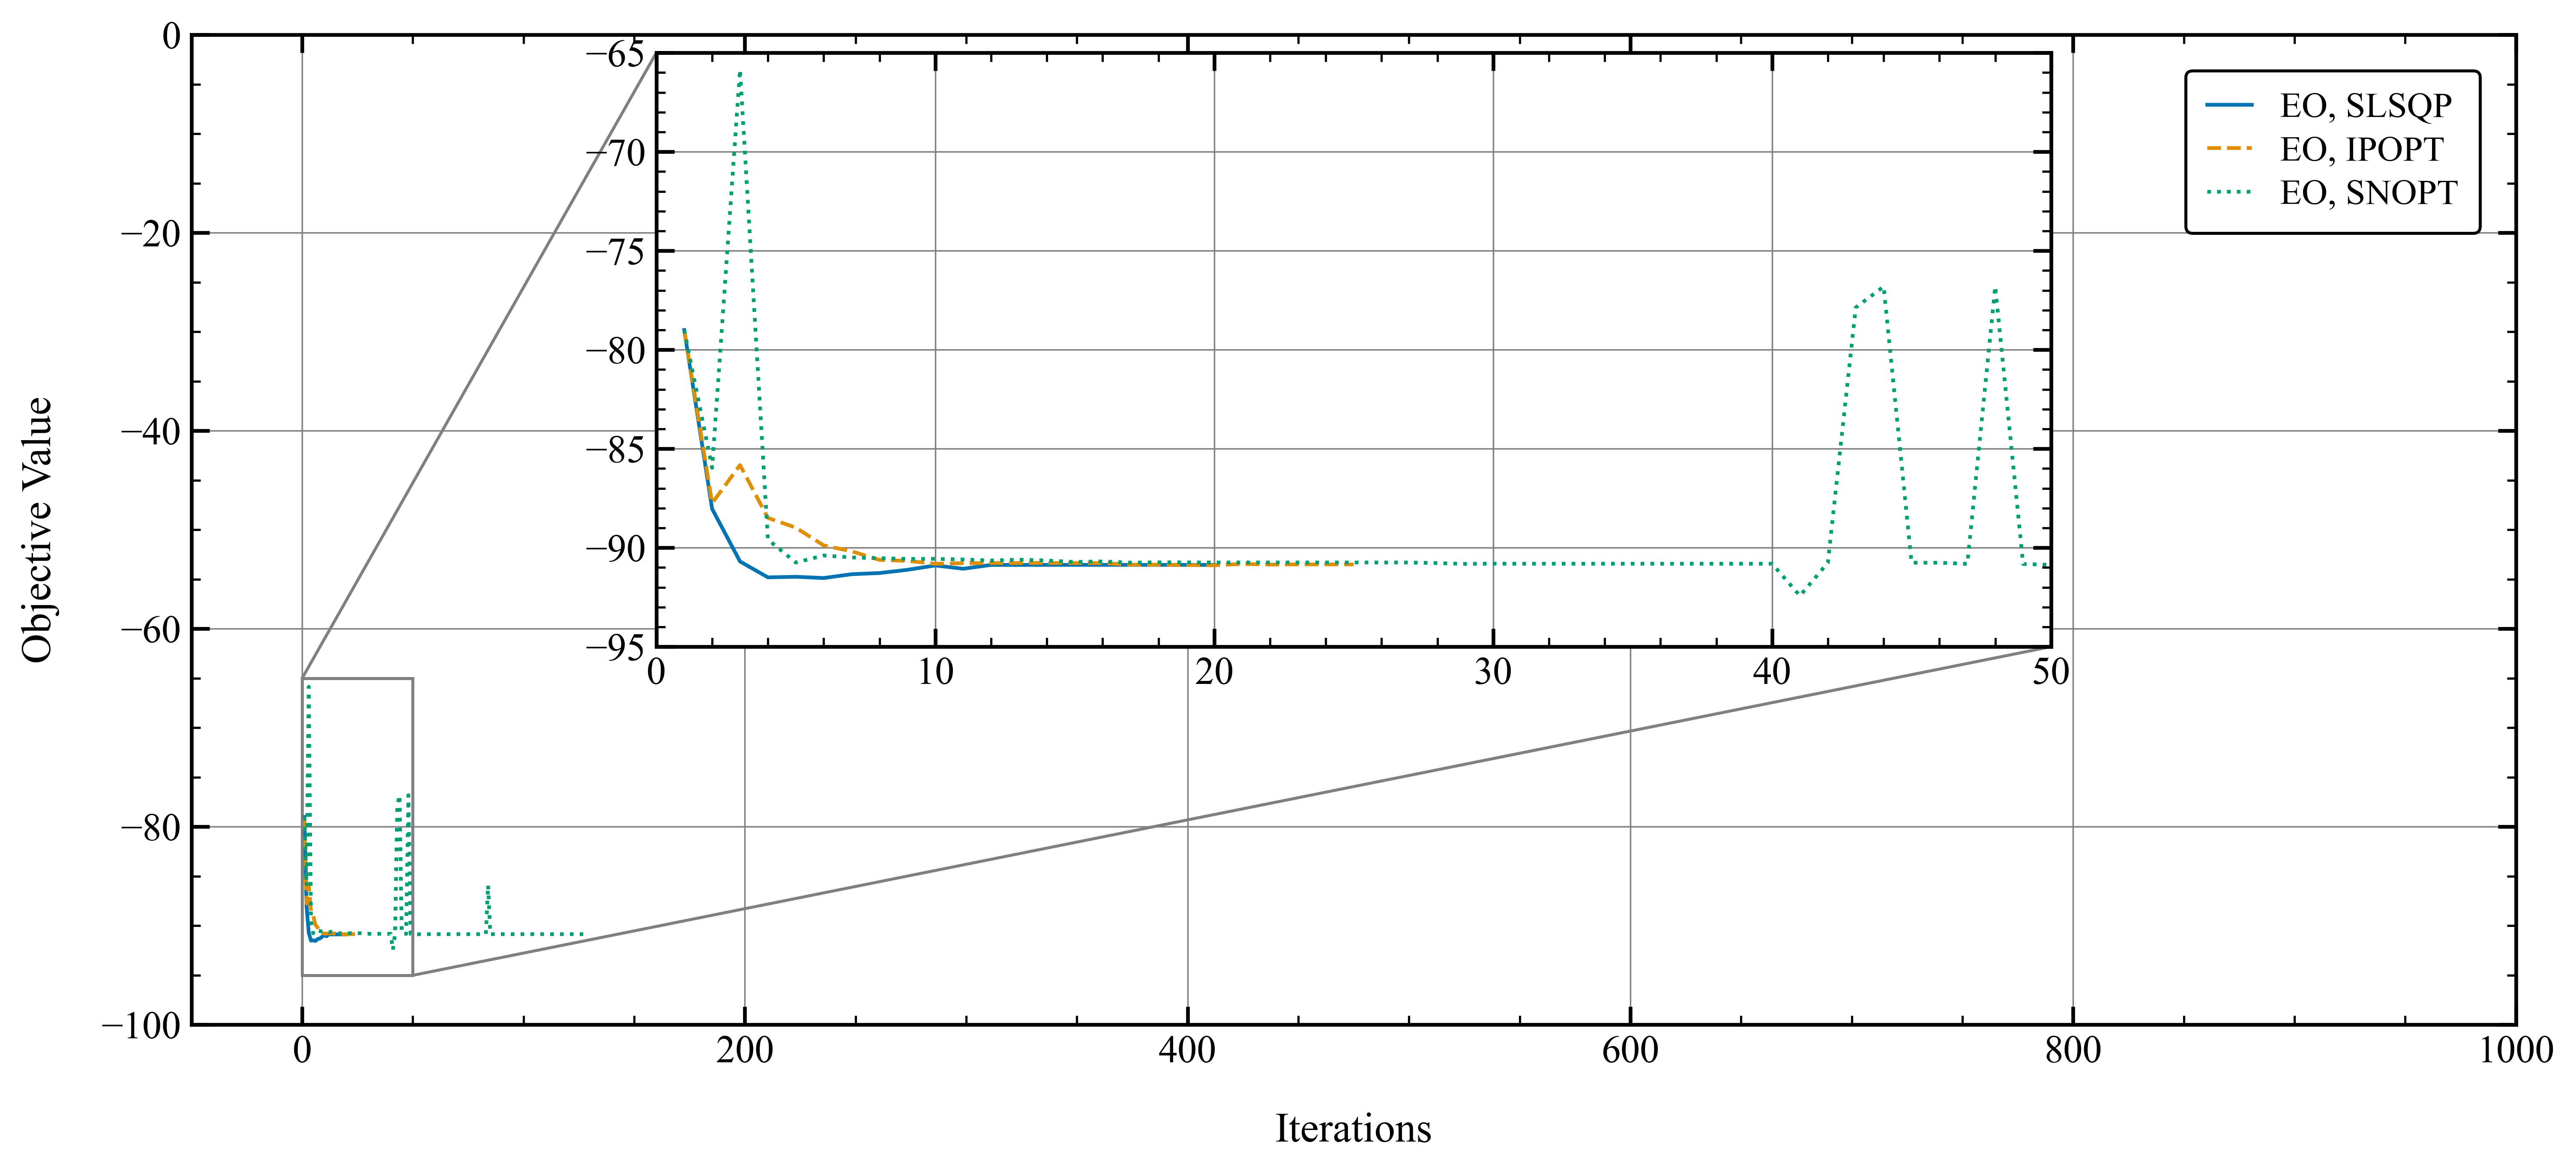 0
−20
−40
−60
−80
−100
Objective Value
−65
−70
−75
−80
−85
−90
−95
0 10 20 30 40 50
EO, SLSQP
EO, IPOPT
EO, SNOPT
0 200 400 600 800 1000
Iterations